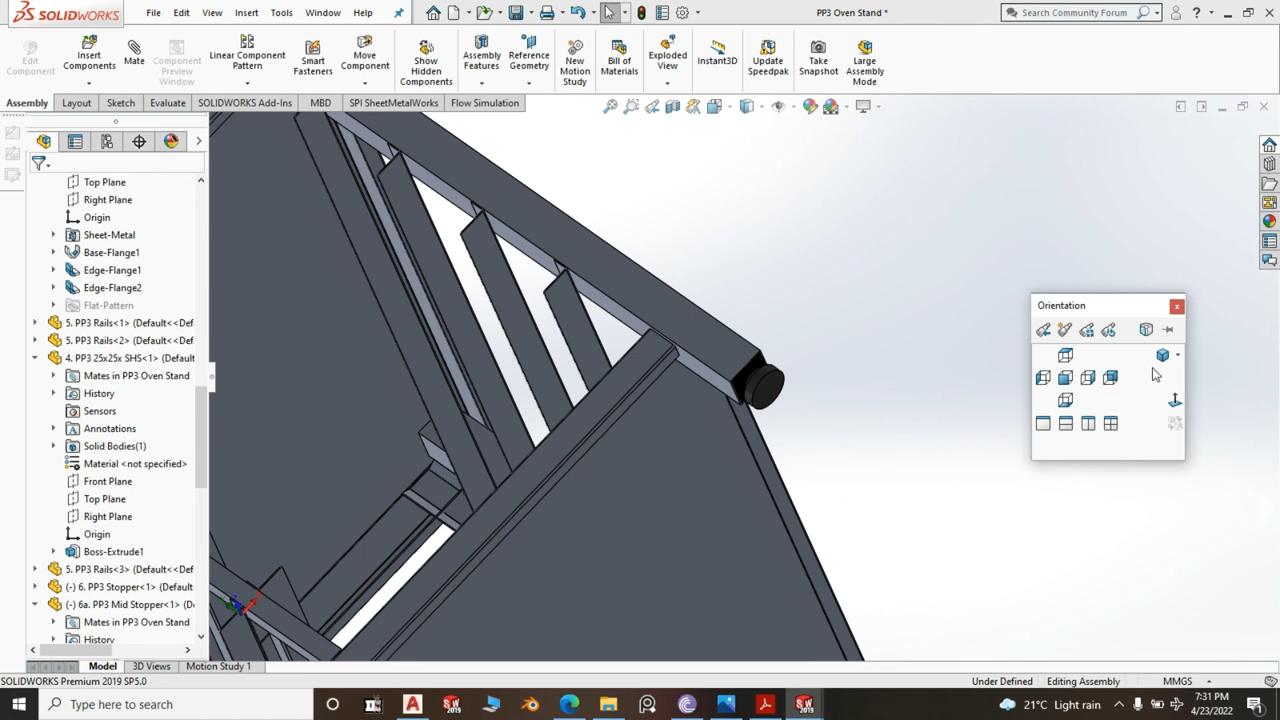 SOLIDWORKS File Edit View Insert Tools Window Help PP3 Oven Stand * Search Community Forum
Edit Component
Insert Components
Mate
Component Preview Window
Linear Component Pattern
Smart Fasteners
Move Component
Show Hidden Components
Assembly Features
Reference Geometry
New Motion Study
Bill of Materials
Exploded View
Instant3D
Update Speedpak
Take Snapshot
Large Assembly Mode
Assembly Layout Sketch Evaluate SOLIDWORKS Add-Ins MBD SPI SheetMetalWorks Flow Simulation
Top Plane
Right Plane
Origin
Sheet-Metal
Base-Flange1
Edge-Flange1
Edge-Flange2
Flat-Pattern
5. PP3 Rails<1> (Default<<Def
5. PP3 Rails<2> (Default<<Def
4. PP3 25x25x SHS<1> (Default
Mates in PP3 Oven Stand
History
Sensors
Annotations
Solid Bodies(1)
Material <not specified>
Front Plane
Top Plane
Right Plane
Origin
Boss-Extrude1
5. PP3 Rails<3> (Default<<Def
(-) 6. PP3 Stopper<1> (Default
(-) 6a. PP3 Mid Stopper<1> (D
Mates in PP3 Oven Stand
History
Orientation
Model 3D Views Motion Study 1
SOLIDWORKS Premium 2019 SP5.0 Under Defined Editing Assembly MMGS
Type here to search 21°C Light rain 7:31 PM
4/23/2022